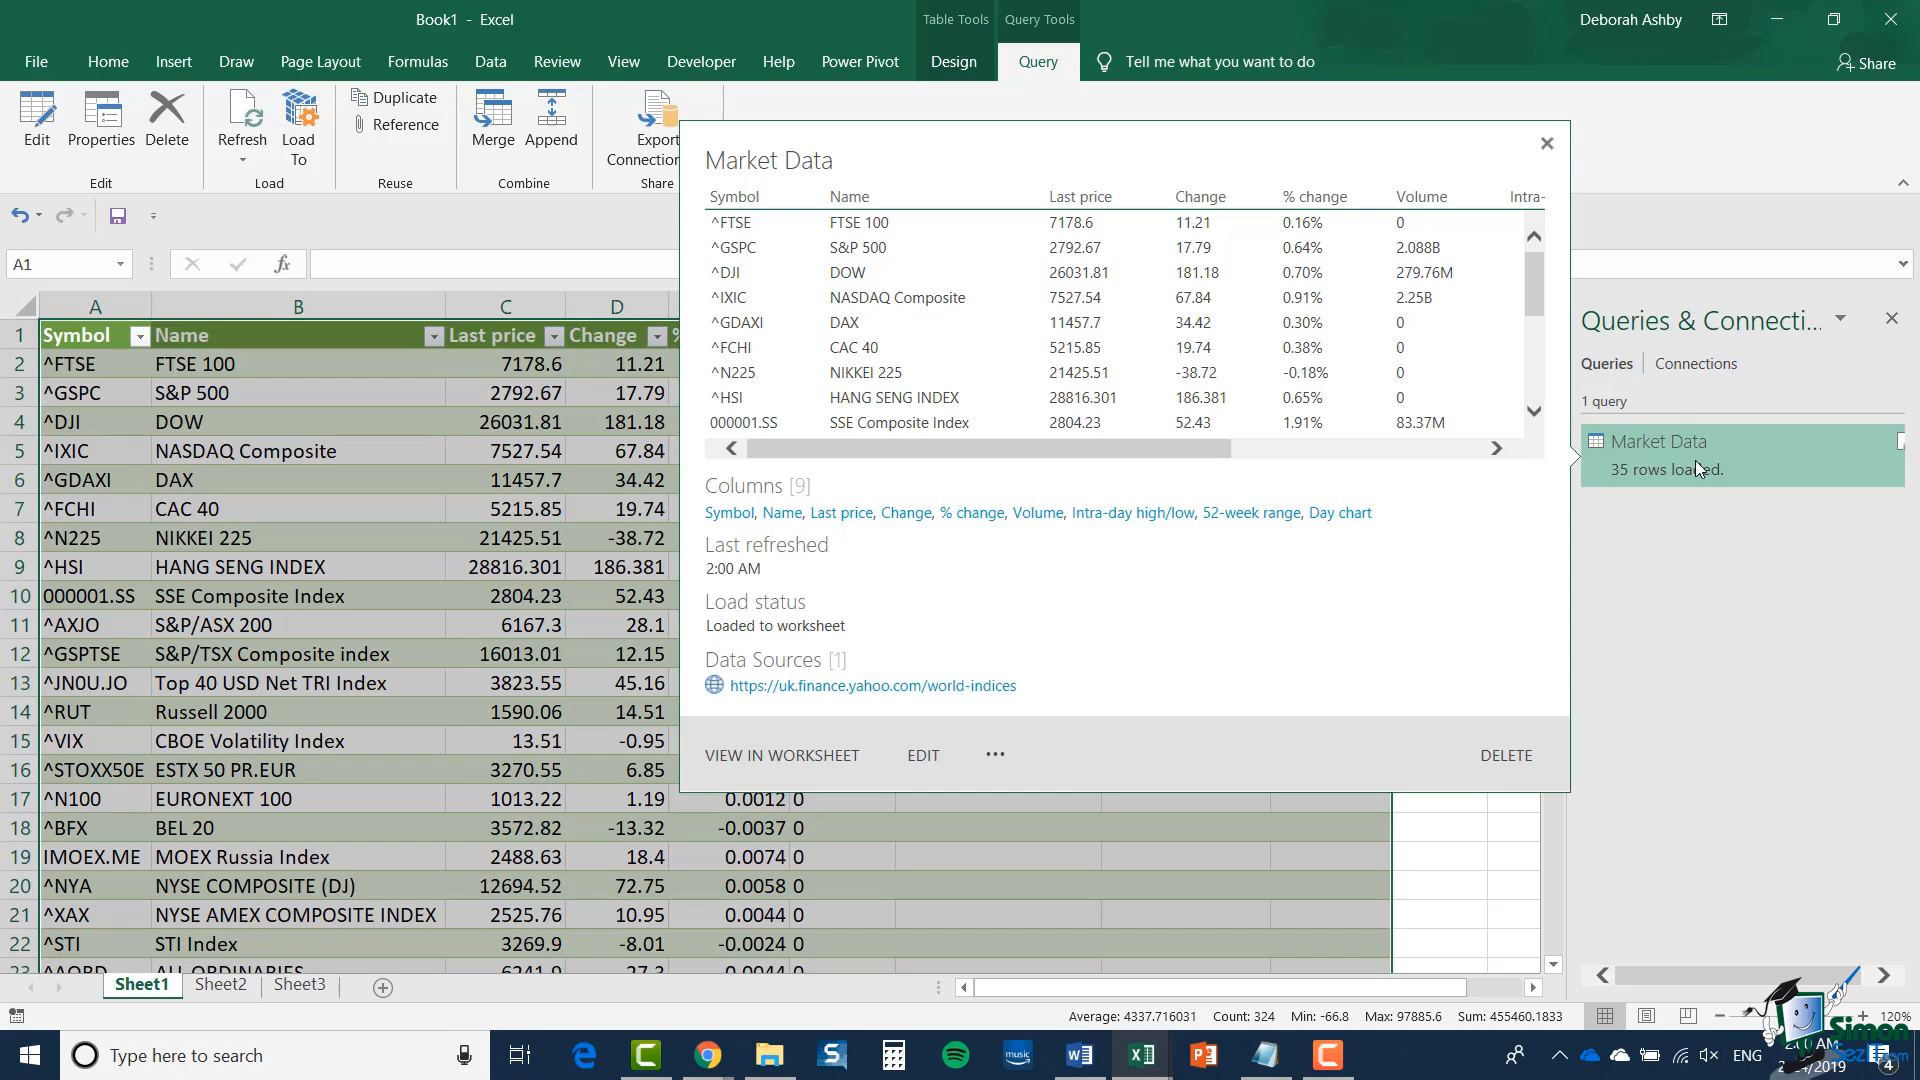 Book1 - Excel
Table Tools
Query Tools
Deborah Ashby
File Home Insert Draw Page Layout Formulas Data Review View Developer Help Power Pivot Design Query Tell me what you want to do Share
Edit Properties Delete Refresh Load To Duplicate Reference Merge Append Export Connection
Edit Load Reuse Combine Share
A1
fx
A B C D
1 Symbol Name Last price Change %
2 ^FTSE FTSE 100 7178.6 11.21
3 ^GSPC S&P 500 2792.67 17.79
4 ^DJI DOW 26031.81 181.18
5 ^IXIC NASDAQ Composite 7527.54 67.84
6 ^GDAXI DAX 11457.7 34.42
7 ^FCHI CAC 40 5215.85 19.74
8 ^N225 NIKKEI 225 21425.51 -38.72
9 ^HSI HANG SENG INDEX 28816.301 186.381
10 000001.SS SSE Composite Index 2804.23 52.43
11 ^AXJO S&P/ASX 200 6167.3 28.1
12 ^GSPTSE S&P/TSX Composite index 16013.01 12.15
13 ^JN0U.JO Top 40 USD Net TRI Index 3823.55 45.16
14 ^RUT Russell 2000 1590.06 14.51
15 ^VIX CBOE Volatility Index 13.51 -0.95
16 ^STOXX50E ESTX 50 PR.EUR 3270.55 6.85
17 ^N100 EURONEXT 100 1013.22 1.19 0.0012 0
18 ^BFX BEL 20 3572.82 -13.32 -0.0037 0
19 IMOEX.ME MOEX Russia Index 2488.63 18.4 0.0074 0
20 ^NYA NYSE COMPOSITE (DJ) 12694.52 72.75 0.0058 0
21 ^XAX NYSE AMEX COMPOSITE INDEX 2525.76 10.95 0.0044 0
22 ^STI STI Index 3269.9 -8.01 -0.0024 0
23 ^AORD ALL ORDINARIES 6241.9 27.3 0.0044 0
Market Data
Symbol Name Last price Change % change Volume Intra-
^FTSE FTSE 100 7178.6 11.21 0.16% 0
^GSPC S&P 500 2792.67 17.79 0.64% 2.088B
^DJI DOW 26031.81 181.18 0.70% 279.76M
^IXIC NASDAQ Composite 7527.54 67.84 0.91% 2.25B
^GDAXI DAX 11457.7 34.42 0.30% 0
^FCHI CAC 40 5215.85 19.74 0.38% 0
^N225 NIKKEI 225 21425.51 -38.72 -0.18% 0
^HSI HANG SENG INDEX 28816.301 186.381 0.65% 0
000001.SS SSE Composite Index 2804.23 52.43 1.91% 83.37M
Columns [9]
Symbol, Name, Last price, Change, % change, Volume, Intra-day high/low, 52-week range, Day chart
Last refreshed
2:00 AM
Load status
Loaded to worksheet
Data Sources [1]
https://uk.finance.yahoo.com/world-indices
VIEW IN WORKSHEET EDIT ••• DELETE
Queries & Connecti...
Queries Connections
1 query
Market Data
35 rows loaded.
Sheet1 Sheet2 Sheet3
Average: 4337.716031 Count: 324 Min: -66.8 Max: 97885.6 Sum: 455460.1833 120%
Type here to search
music
ENG
4
Simon Sez